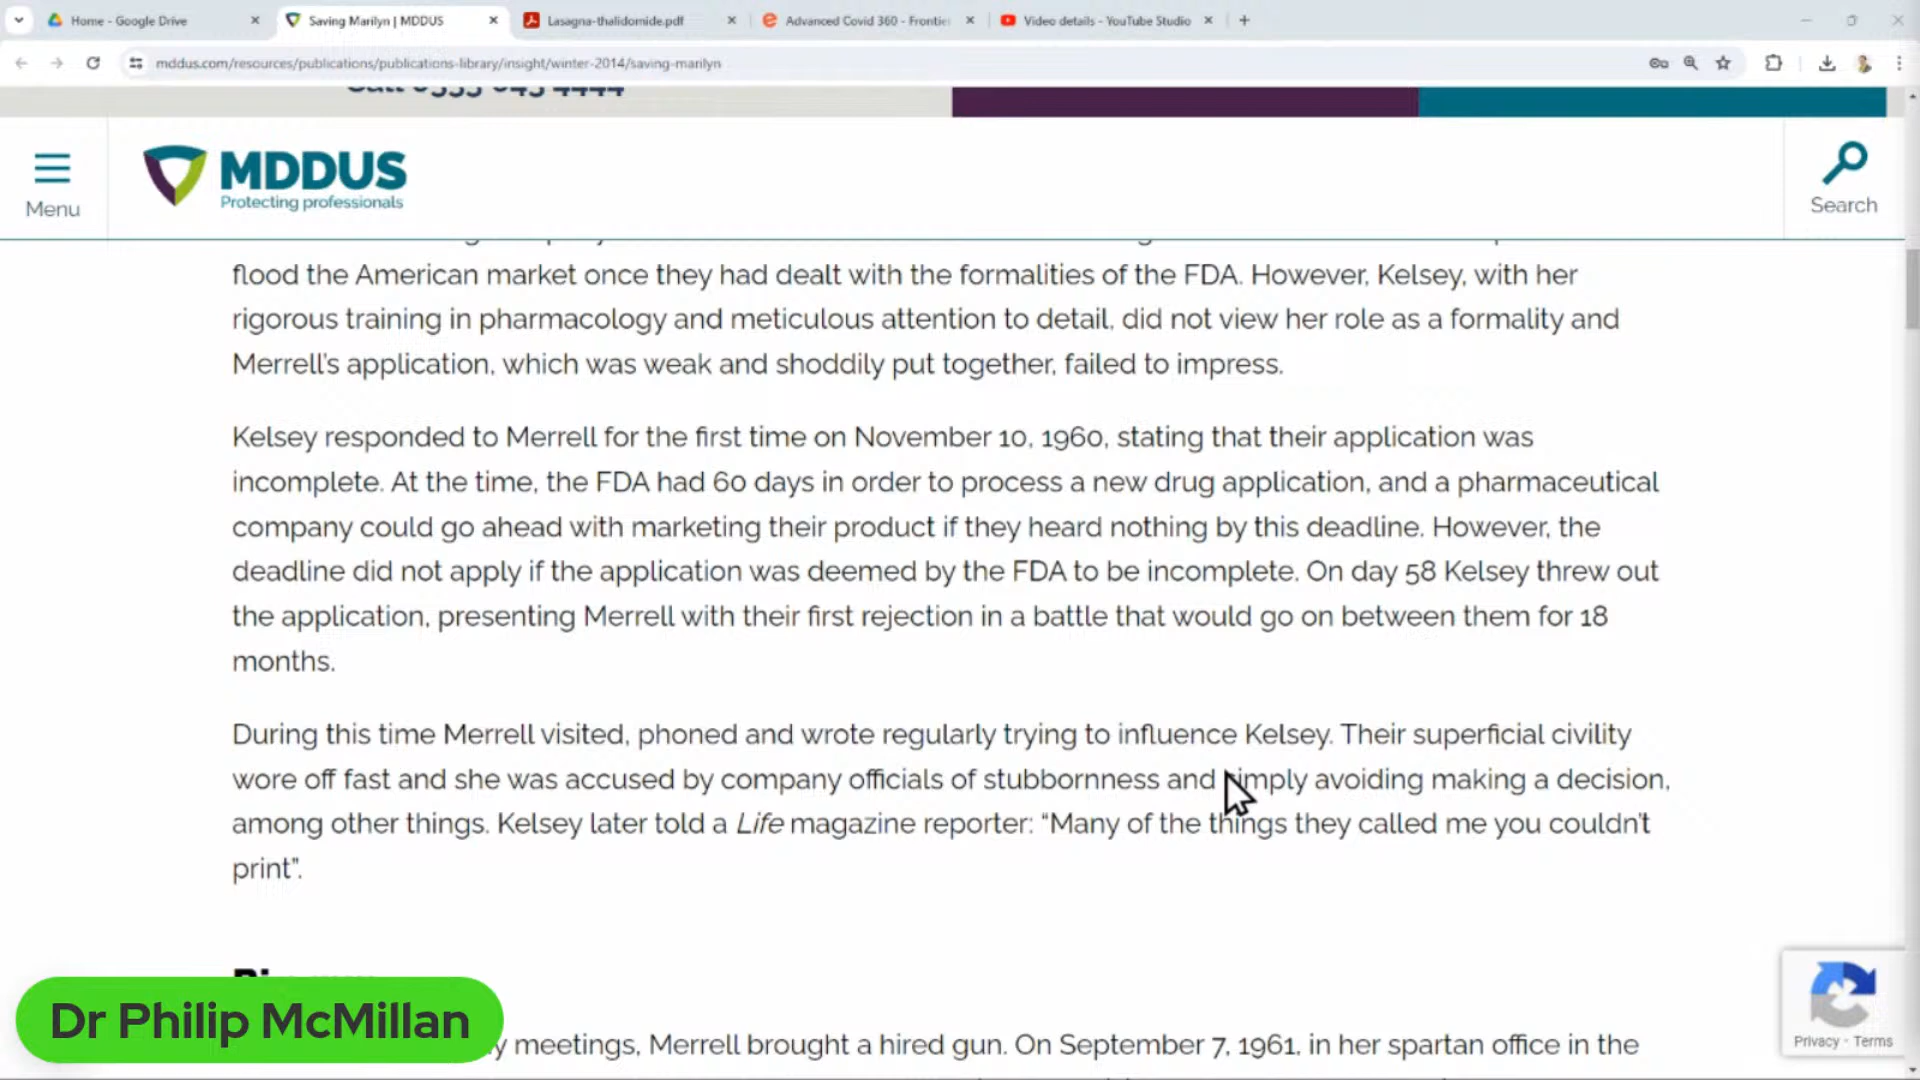 Home - Google Drive
Saving Marilyn | MDDUS
Lasagna-thalidomide.pdf
Advanced Covid 360 - Frontie
Video details - YouTube Studio
mddus.com/resources/publications/publications-library/insight/winter-2014/saving-marilyn
Menu
MDDUS
Protecting professionals
Search
flood the American market once they had dealt with the formalities of the FDA. However, Kelsey, with her
rigorous training in pharmacology and meticulous attention to detail, did not view her role as a formality and
Merrell's application, which was weak and shoddily put together, failed to impress.
Kelsey responded to Merrell for the first time on November 10, 1960, stating that their application was
incomplete. At the time, the FDA had 60 days in order to process a new drug application, and a pharmaceutical
company could go ahead with marketing their product if they heard nothing by this deadline. However, the
deadline did not apply if the application was deemed by the FDA to be incomplete. On day 58 Kelsey threw out
the application, presenting Merrell with their first rejection in a battle that would go on between them for 18
months.
During this time Merrell visited, phoned and wrote regularly trying to influence Kelsey. Their superficial civility
wore off fast and she was accused by company officials of stubbornness and simply avoiding making a decision,
among other things. Kelsey later told a Life magazine reporter: “Many of the things they called me you couldn't
print”.
Dr Philip McMillan
meetings, Merrell brought a hired gun. On September 7, 1961, in her spartan office in the
Privacy - Terms